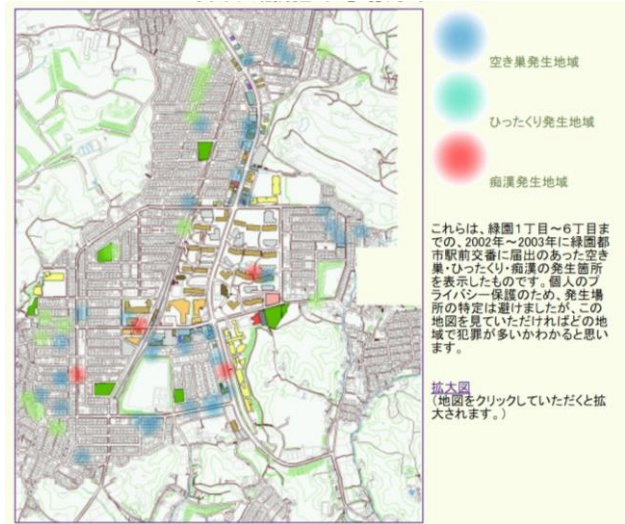 空き巣発生地域
ひったくり発生地域
痴漢発生地域
これらは、緑園1丁目～6丁目ま
での、2002年～2003年に緑園都
市駅前交番に届出のあった空き
巣・ひったくり・痴漢の発生箇所
を表示したものです。個人のプ
ライバシー保護のため、発生場
所の特定は避けましたが、この
地図を見ていただければどの地
域で犯罪が多いかわかると思い
ます。
拡大図
（地図をクリックしていただくと拡
大されます。）